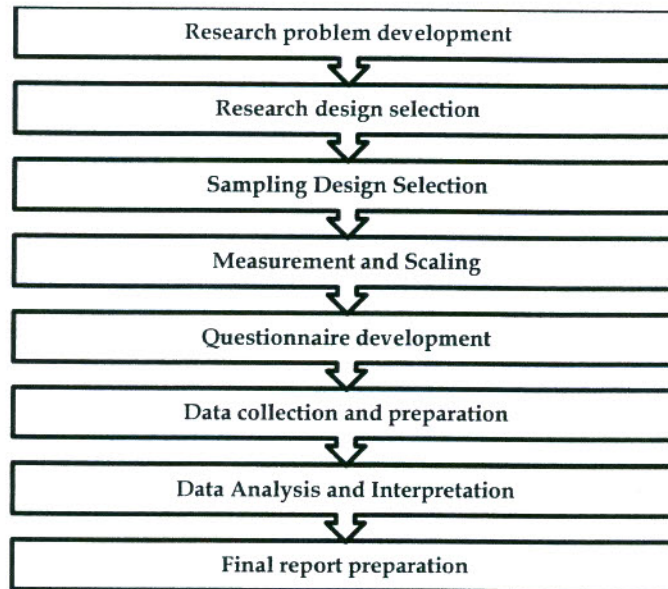 Research problem development
Research design selection
Sampling Design Selection
Measurement and Scaling
Questionnaire development
Data collection and preparation
Data Analysis and Interpretation
Final report preparation